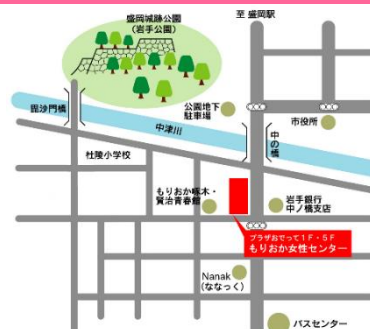 盛岡城跡公園
(岩手公園)
至 盛岡駅
毘沙門橋
公園地下
駐車場
市役所
中津川
中の橋
杜陵小学校
もりおか啄木・
賢治青春館
岩手銀行
中ノ橋支店
プラザおでって1F・5F
もりおか女性センター
Nanak
(ななっく)
バスセンター